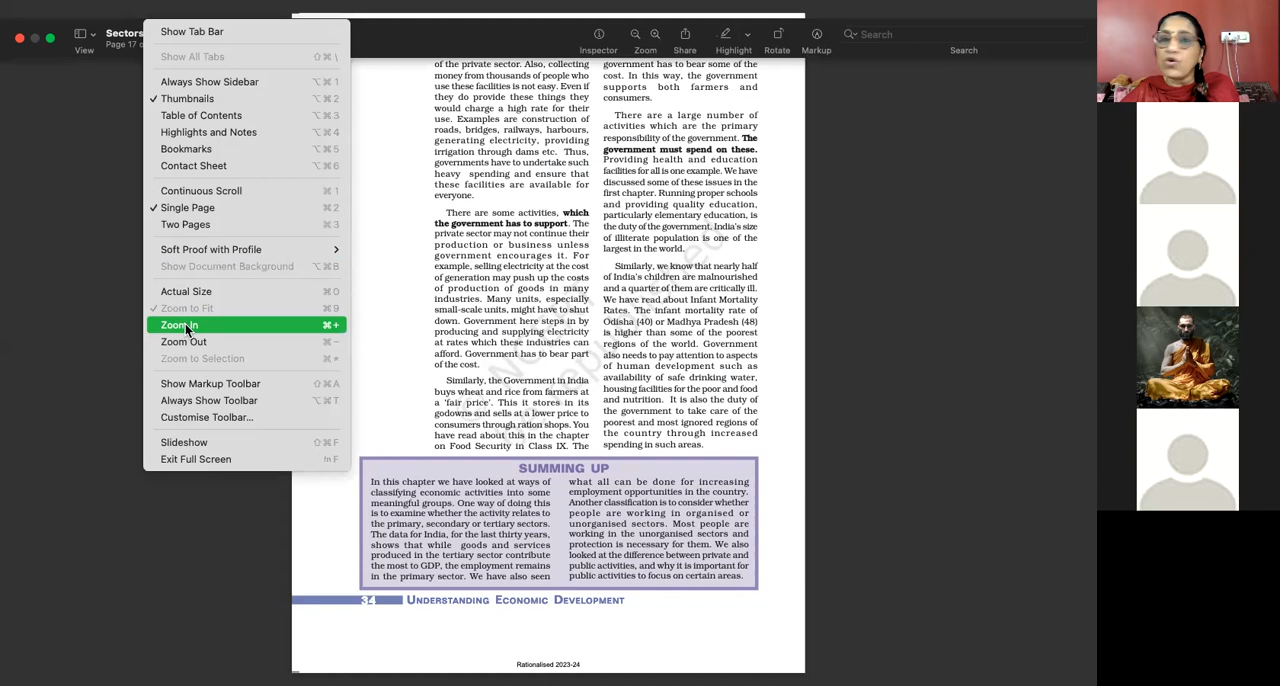 Sectors
Page 17 o
View
Inspector
Zoom
Share
Highlight
Rotate
Markup
Search
Search
Show Tab Bar
Show All Tabs ⇧⌘\
Always Show Sidebar ⌥⌘1
✓ Thumbnails ⌥⌘2
Table of Contents ⌥⌘3
Highlights and Notes ⌥⌘4
Bookmarks ⌥⌘5
Contact Sheet ⌥⌘6
Continuous Scroll ⌘1
✓ Single Page ⌘2
Two Pages ⌘3
Soft Proof with Profile
Show Document Background ⌥⌘B
Actual Size ⌘0
✓ Zoom to Fit ⌘9
Zoom In ⌘+
Zoom Out ⌘−
Zoom to Selection ⌘*
Show Markup Toolbar ⇧⌘A
Always Show Toolbar ⌥⌘T
Customise Toolbar...
Slideshow ⇧⌘F
Exit Full Screen !n F
of the private sector. Also, collecting
money from thousands of people who
use these facilities is not easy. Even if
they do provide these things they
would charge a high rate for their
use. Examples are construction of
roads, bridges, railways, harbours,
generating electricity, providing
irrigation through dams etc. Thus,
governments have to undertake such
heavy spending and ensure that
these facilities are available for
everyone.
There are some activities, which
the government has to support. The
private sector may not continue their
production or business unless
government encourages it. For
example, selling electricity at the cost
of generation may push up the costs
of production of goods in many
industries. Many units, especially
small-scale units, might have to shut
down. Government here steps in by
producing and supplying electricity
at rates which these industries can
afford. Government has to bear part
of the cost.
Similarly, the Government in India
buys wheat and rice from farmers at
a 'fair price'. This it stores in its
godowns and sells at a lower price to
consumers through ration shops. You
have read about this in the chapter
on Food Security in Class IX. The
government has to bear some of the
cost. In this way, the government
supports both farmers and
consumers.
There are a large number of
activities which are the primary
responsibility of the government. The
government must spend on these.
Providing health and education
facilities for all is one example. We have
discussed some of these issues in the
first chapter. Running proper schools
and providing quality education,
particularly elementary education, is
the duty of the government. India's size
of illiterate population is one of the
largest in the world.
Similarly, we know that nearly half
of India's children are malnourished
and a quarter of them are critically ill.
We have read about Infant Mortality
Rates. The infant mortality rate of
Odisha (40) or Madhya Pradesh (48)
is higher than some of the poorest
regions of the world. Government
also needs to pay attention to aspects
of human development such as
availability of safe drinking water,
housing facilities for the poor and food
and nutrition. It is also the duty of
the government to take care of the
poorest and most ignored regions of
the country through increased
spending in such areas.
SUMMING UP
In this chapter we have looked at ways of
classifying economic activities into some
meaningful groups. One way of doing this
is to examine whether the activity relates to
the primary, secondary or tertiary sectors.
The data for India, for the last thirty years,
shows that while goods and services
produced in the tertiary sector contribute
the most to GDP, the employment remains
in the primary sector. We have also seen
what all can be done for increasing
employment opportunities in the country.
Another classification is to consider whether
people are working in organised or
unorganised sectors. Most people are
working in the unorganised sectors and
protection is necessary for them. We also
looked at the difference between private and
public activities, and why it is important for
public activities to focus on certain areas.
34 UNDERSTANDING ECONOMIC DEVELOPMENT
Rationalised 2023-24